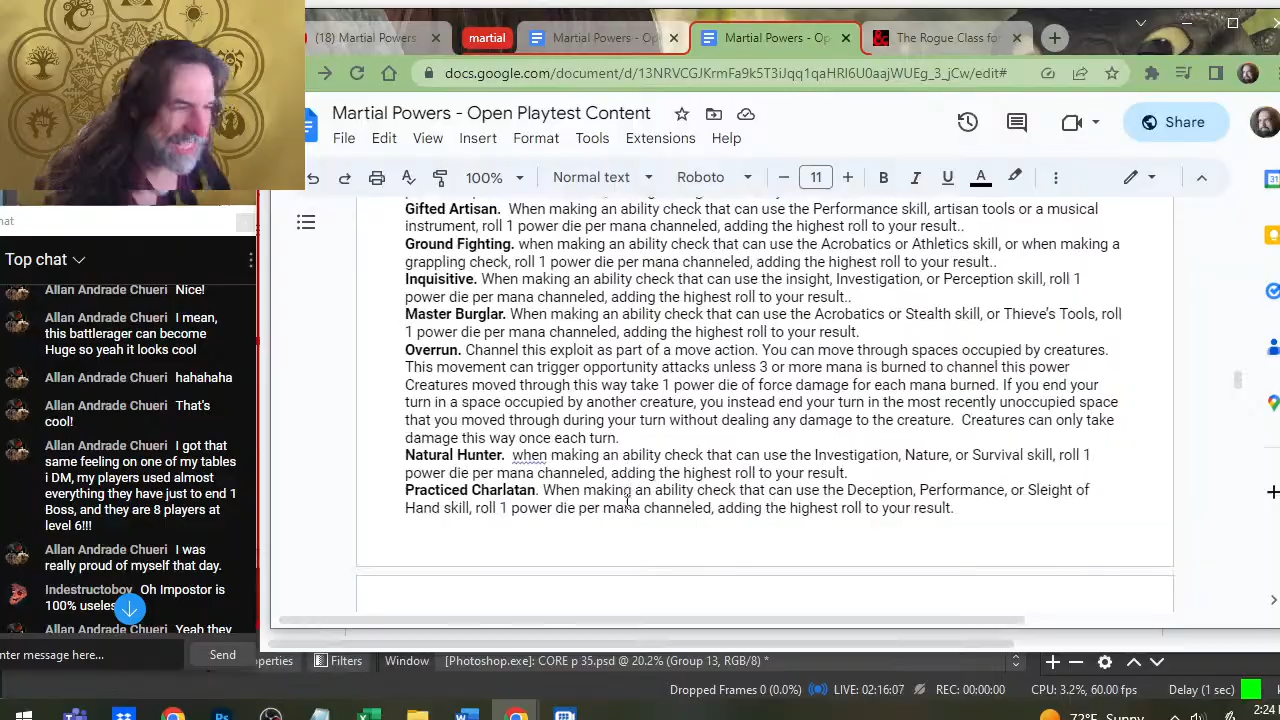 (18) Martial Powers
martial
Martial Powers - Op
Martial Powers - Op
The Rogue Class for
docs.google.com/document/d/13NRVCGJKrmFa9k5T3iJqq1qaHRl6U0aajWUEg_3_jCw/edit#
Martial Powers - Open Playtest Content
File Edit View Insert Format Tools Extensions Help
Share
100% Normal text Roboto 11 B I U A
Gifted Artisan. When making an ability check that can use the Performance skill, artisan tools or a musical
instrument, roll 1 power die per mana channeled, adding the highest roll to your result..
Ground Fighting. when making an ability check that can use the Acrobatics or Athletics skill, or when making a
grappling check, roll 1 power die per mana channeled, adding the highest roll to your result..
Inquisitive. When making an ability check that can use the insight, Investigation, or Perception skill, roll 1
power die per mana channeled, adding the highest roll to your result..
Master Burglar. When making an ability check that can use the Acrobatics or Stealth skill, or Thieve's Tools, roll
1 power die per mana channeled, adding the highest roll to your result.
Overrun. Channel this exploit as part of a move action. You can move through spaces occupied by creatures.
This movement can trigger opportunity attacks unless 3 or more mana is burned to channel this power
Creatures moved through this way take 1 power die of force damage for each mana burned. If you end your
turn in a space occupied by another creature, you instead end your turn in the most recently unoccupied space
that you moved through during your turn without dealing any damage to the creature. Creatures can only take
damage this way once each turn.
Natural Hunter. when making an ability check that can use the Investigation, Nature, or Survival skill, roll 1
power die per mana channeled, adding the highest roll to your result.
Practiced Charlatan. When making an ability check that can use the Deception, Performance, or Sleight of
Hand skill, roll 1 power die per mana channeled, adding the highest roll to your result.
Top chat
Allan Andrade Chueri Nice!
Allan Andrade Chueri I mean,
this battlerager can become
Huge so yeah it looks cool
Allan Andrade Chueri hahahaha
Allan Andrade Chueri That's
cool!
Allan Andrade Chueri I got that
same feeling on one of my tables
i DM, my players used almost
everything they have just to end 1
Boss, and they are 8 players at
level 6!!!
Allan Andrade Chueri I was
really proud of myself that day.
Indestructoboy Oh Impostor is
100% useles
Allan Andrade Chueri Yeah they
nter message here...
Send
operties Filters Window [Photoshop.exe]: CORE p 35.psd @ 20.2% (Group 13, RGB/8) *
Dropped Frames 0 (0.0%) LIVE: 02:16:07 REC: 00:00:00 CPU: 3.2%, 60.00 fps Delay (1 sec)
72°F Sunny 2:24